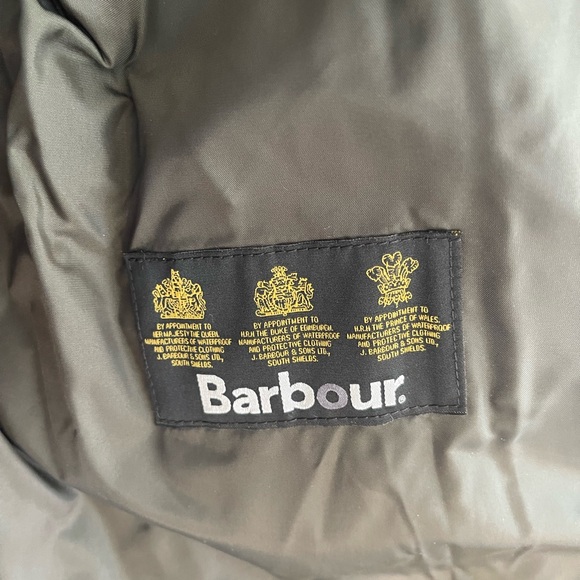 BY APPOINTMENT TO
HER MAJESTY THE QUEEN,
MANUFACTURERS OF WATERPROOF
AND PROTECTIVE CLOTHING
J. BARBOUR & SONS LTD.,
SOUTH SHIELDS.
BY APPOINTMENT TO
H.R.H. THE DUKE OF EDINBURGH,
MANUFACTURERS OF WATERPROOF
AND PROTECTIVE CLOTHING
J. BARBOUR & SONS LTD.,
SOUTH SHIELDS.
BY APPOINTMENT TO
H.R.H. THE PRINCE OF WALES,
MANUFACTURERS OF WATERPROOF
AND PROTECTIVE CLOTHING
J. BARBOUR & SONS LTD.,
SOUTH SHIELDS.
Barbour.